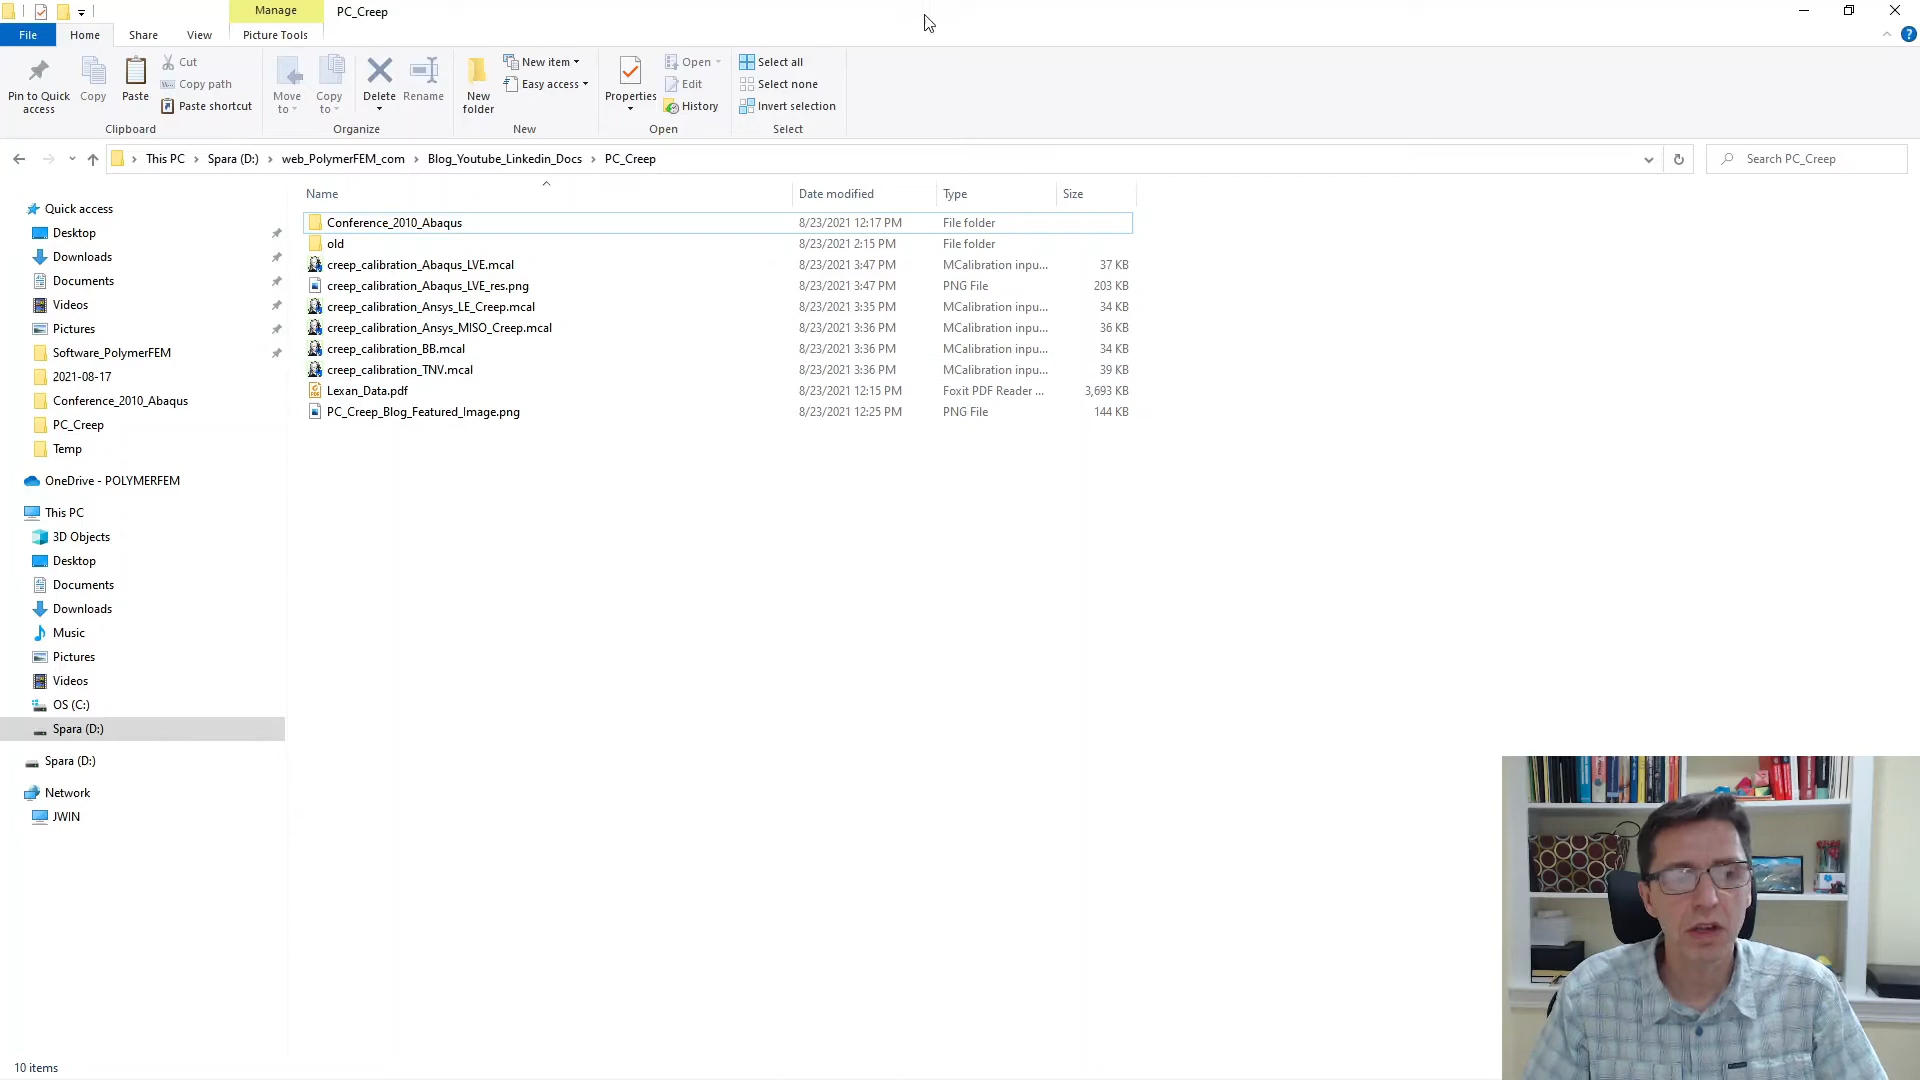 Manage
PC_Creep
File
Home
Share
View
Picture Tools
Pin to Quick access
Copy
Paste
Cut
Copy path
Paste shortcut
Clipboard
Move to
Copy to
Delete
Rename
Organize
New folder
New item
Easy access
New
Properties
Open
Edit
History
Open
Select all
Select none
Invert selection
Select
This PC > Spara (D:) > web_PolymerFEM_com > Blog_Youtube_Linkedin_Docs > PC_Creep
Search PC_Creep
Name Date modified Type Size
Conference_2010_Abaqus 8/23/2021 12:17 PM File folder
old 8/23/2021 2:15 PM File folder
creep_calibration_Abaqus_LVE.mcal 8/23/2021 3:47 PM MCalibration inpu... 37 KB
creep_calibration_Abaqus_LVE_res.png 8/23/2021 3:47 PM PNG File 203 KB
creep_calibration_Ansys_LE_Creep.mcal 8/23/2021 3:35 PM MCalibration inpu... 34 KB
creep_calibration_Ansys_MISO_Creep.mcal 8/23/2021 3:36 PM MCalibration inpu... 36 KB
creep_calibration_BB.mcal 8/23/2021 3:36 PM MCalibration inpu... 34 KB
creep_calibration_TNV.mcal 8/23/2021 3:36 PM MCalibration inpu... 39 KB
Lexan_Data.pdf 8/23/2021 12:15 PM Foxit PDF Reader ... 3,693 KB
PC_Creep_Blog_Featured_Image.png 8/23/2021 12:25 PM PNG File 144 KB
Quick access
Desktop
Downloads
Documents
Videos
Pictures
Software_PolymerFEM
2021-08-17
Conference_2010_Abaqus
PC_Creep
Temp
OneDrive - POLYMERFEM
This PC
3D Objects
Desktop
Documents
Downloads
Music
Pictures
Videos
OS (C:)
Spara (D:)
Spara (D:)
Network
JWIN
10 items